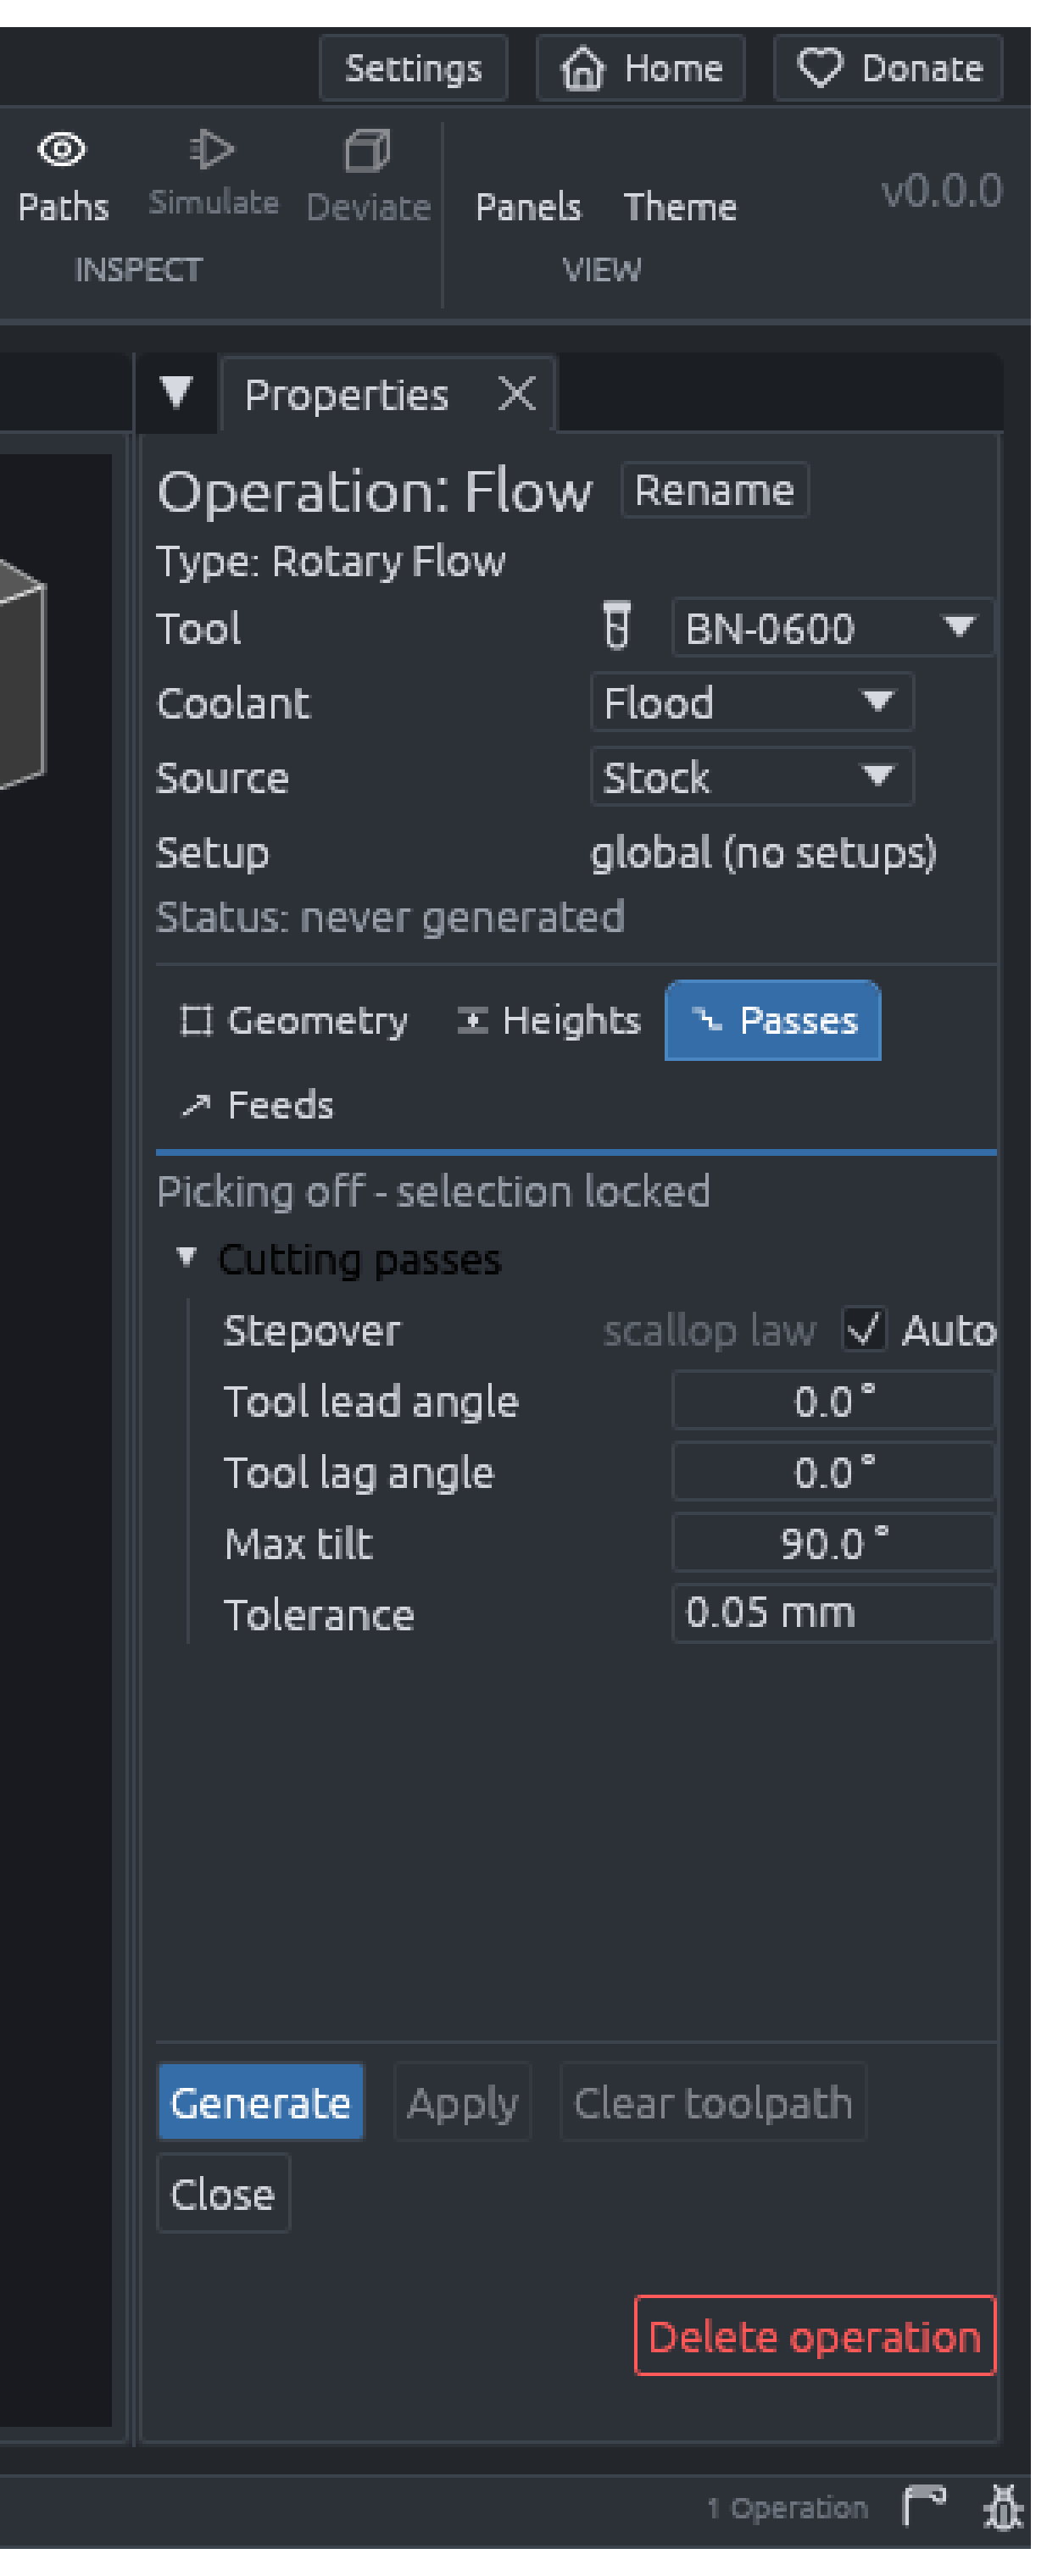 Settings Home Donate
Paths Simulate Deviate Panels Theme v0.0.0
INSPECT VIEW
Properties
Operation: Flow Rename
Type: Rotary Flow
Tool BN-0600
Coolant Flood
Source Stock
Setup global (no setups)
Status: never generated
Geometry Heights Passes
Feeds
Picking off - selection locked
Cutting passes
Stepover scallop law Auto
Tool lead angle 0.0°
Tool lag angle 0.0°
Max tilt 90.0°
Tolerance 0.05 mm
Generate Apply Clear toolpath
Close
Delete operation
1 Operation